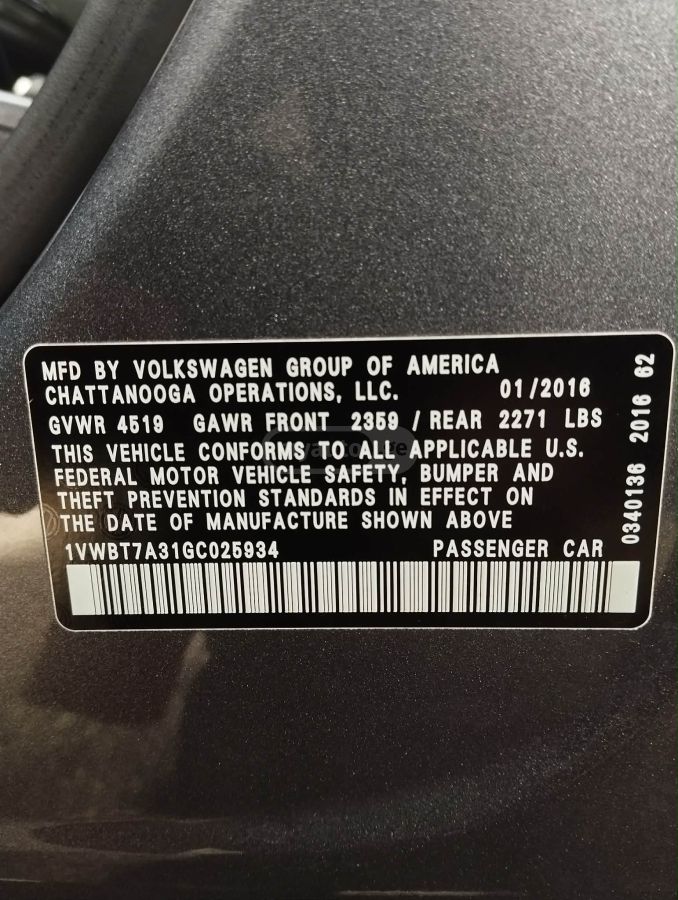 MFD BY VOLKSWAGEN GROUP OF AMERICA
CHATTANOOGA OPERATIONS, LLC. 01/2016
GVWR 4519 GAWR FRONT 2359 / REAR 2271 LBS
THIS VEHICLE CONFORMS TO ALL APPLICABLE U.S.
FEDERAL MOTOR VEHICLE SAFETY, BUMPER AND
THEFT PREVENTION STANDARDS IN EFFECT ON
THE DATE OF MANUFACTURE SHOWN ABOVE
1VWBT7A31GC025934 PASSENGER CAR
0340136 2016 62